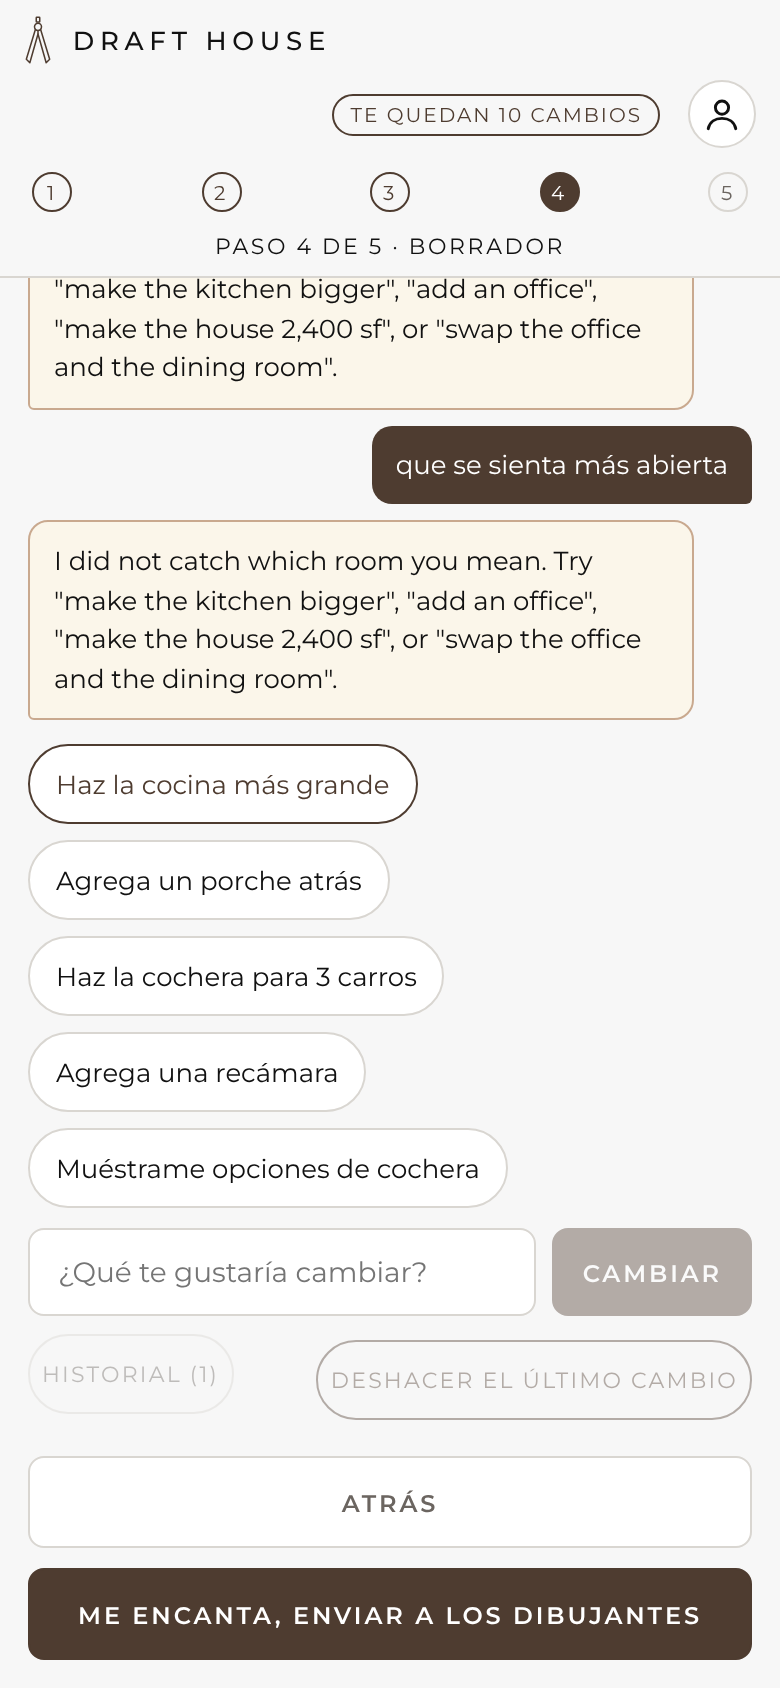 DRAFT HOUSE
TE QUEDAN 10 CAMBIOS
1 2 3 4 5
PASO 4 DE 5 · BORRADOR
"make the kitchen bigger", "add an office",
"make the house 2,400 sf", or "swap the office
and the dining room".
que se sienta más abierta
I did not catch which room you mean. Try
"make the kitchen bigger", "add an office",
"make the house 2,400 sf", or "swap the office
and the dining room".
Haz la cocina más grande
Agrega un porche atrás
Haz la cochera para 3 carros
Agrega una recámara
Muéstrame opciones de cochera
¿Qué te gustaría cambiar?
CAMBIAR
HISTORIAL (1)
DESHACER EL ÚLTIMO CAMBIO
ATRÁS
ME ENCANTA, ENVIAR A LOS DIBUJANTES